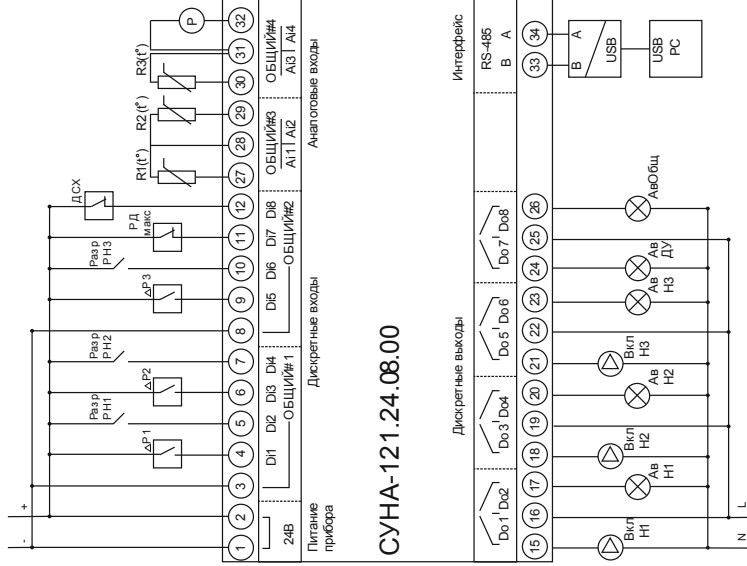 - +
ΔP1
Разр РН1
ΔP2
Разр РН2
ΔP3
Разр РН3
РД макс
ДСХ
R1(t°) R2(t°) R3(t°) P
1 2 3 4 5 6 7 8 9 10 11 12 27 28 29 30 31 32
24В
Di1 Di2 Di3 Di4
ОБЩИЙ#1
Di5 Di6 Di7 Di8
ОБЩИЙ#2
ОБЩИЙ#3
Ai1 Ai2
ОБЩИЙ#4
Ai3 Ai4
Питание
прибора
Дискретные входы
Аналоговые входы
СУНА-121.24.08.00
Дискретные выходы
Интерфейс
RS-485
B A
Do1 Do2 Do3 Do4 Do5 Do6 Do7 Do8
15 16 17 18 19 20 21 22 23 24 25 26 33 34
B A
USB
USB
PC
Вкл
Н1
Ав
Н1
Вкл
Н2
Ав
Н2
Вкл
Н3
Ав
Н3
Ав
ДУ
АвОбщ
N L